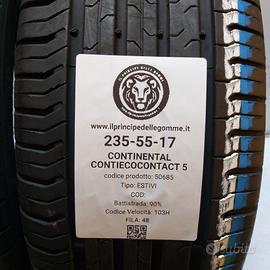 IL PRINCIPE DELLE GOMME
www.ilprincipedellegomme.it
235-55-17
CONTINENTAL
CONTIECOCONTACT 5
codice prodotto: 50685
Tipo: ESTIVI
COD:
Battistrada: 90%
Codice Velocità: 103H
FILA: 48
subito